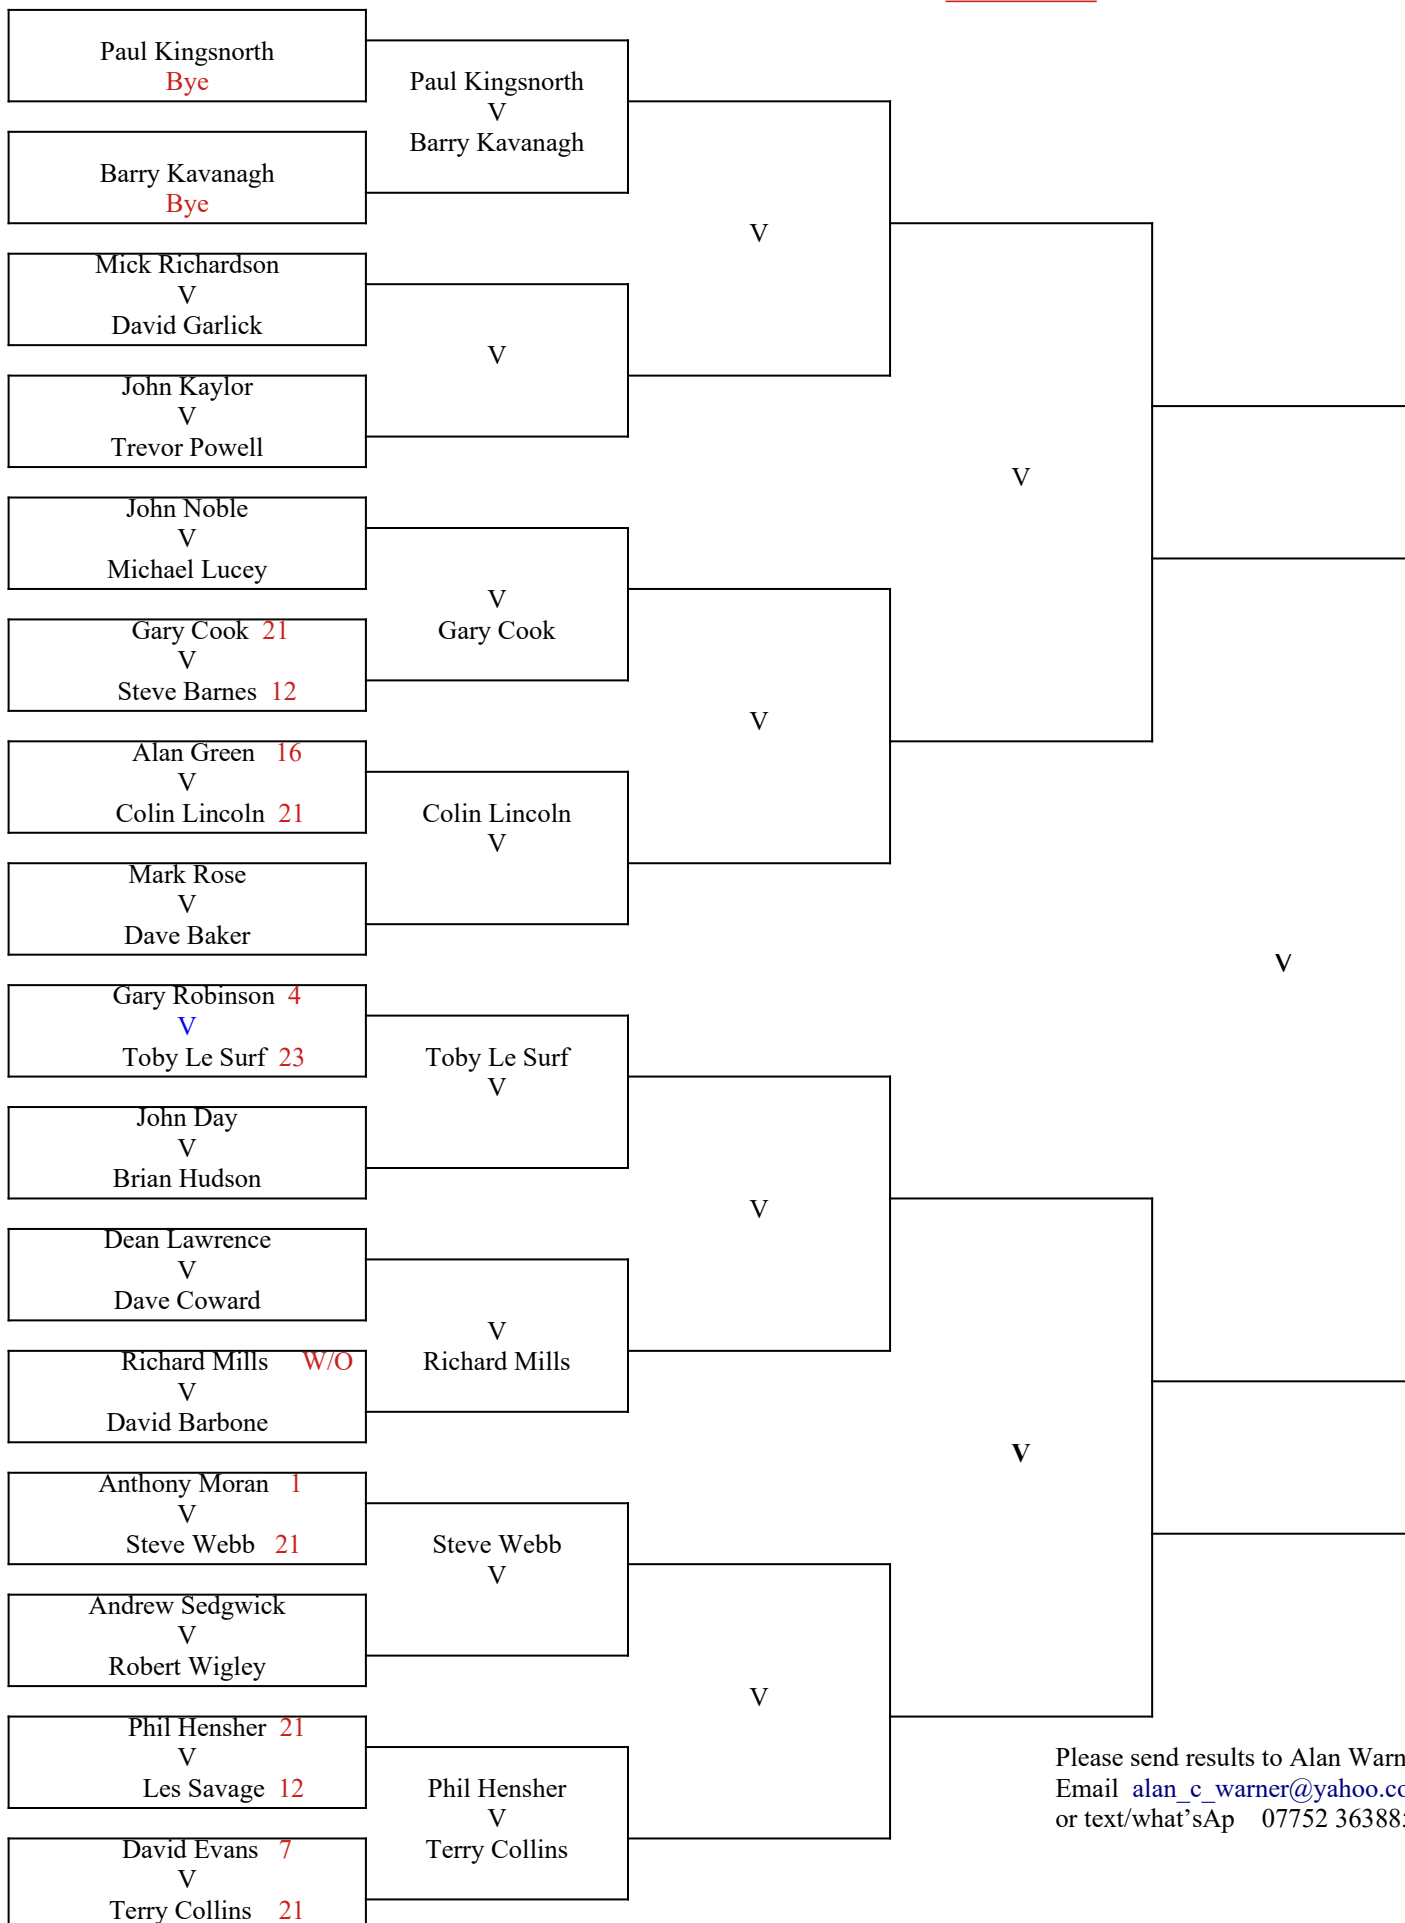 Paul Kingsnorth
Bye
Barry Kavanagh
Bye
Mick Richardson
V
David Garlick
John Kaylor
V
Trevor Powell
John Noble
V
Michael Lucey
Gary Cook 21
V
Steve Barnes 12
Alan Green 16
V
Colin Lincoln 21
Mark Rose
V
Dave Baker
Gary Robinson 4
V
Toby Le Surf 23
John Day
V
Brian Hudson
Dean Lawrence
V
Dave Coward
Richard Mills W/O
V
David Barbone
Anthony Moran 1
V
Steve Webb 21
Andrew Sedgwick
V
Robert Wigley
Phil Hensher 21
V
Les Savage 12
David Evans 7
V
Terry Collins 21
Paul Kingsnorth
V
Barry Kavanagh
V
V
Gary Cook
Colin Lincoln
V
Toby Le Surf
V
V
Richard Mills
Steve Webb
V
Phil Hensher
V
Terry Collins
V
V
V
V
V
V
V
Please send results to Alan Warn
Email alan_c_warner@yahoo.co
or text/what'sAp 07752 363885